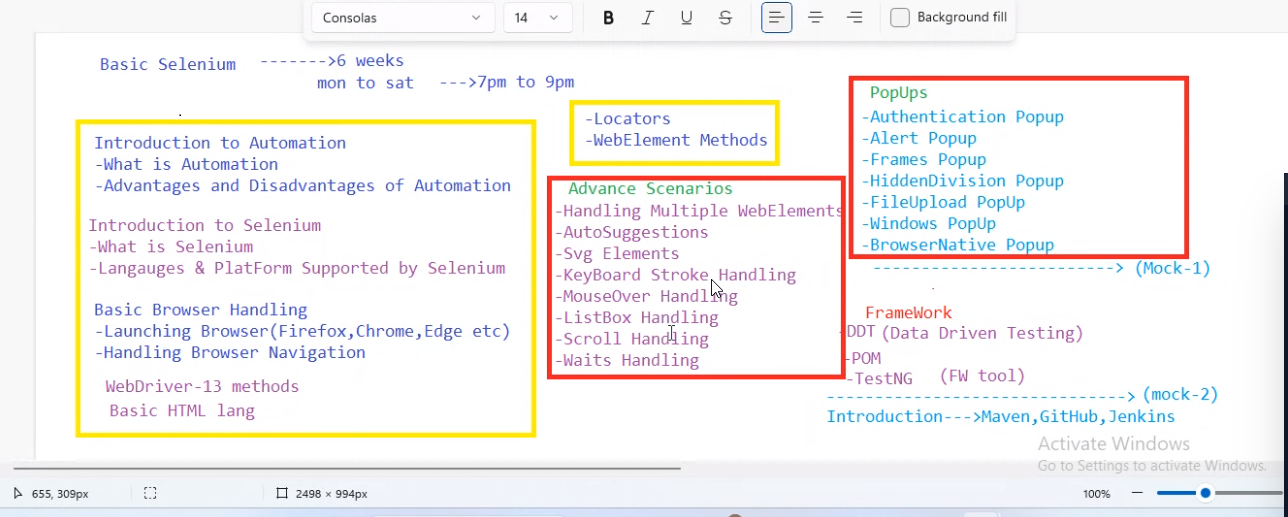 Consolas
14
B I U S
Background fill
Basic Selenium ------->6 weeks
mon to sat --->7pm to 9pm
Introduction to Automation
-What is Automation
-Advantages and Disadvantages of Automation
Introduction to Selenium
-What is Selenium
-Langauges & PlatForm Supported by Selenium
Basic Browser Handling
-Launching Browser(Firefox,Chrome,Edge etc)
-Handling Browser Navigation
WebDriver-13 methods
Basic HTML lang
-Locators
-WebElement Methods
Advance Scenarios
-Handling Multiple WebElements
-AutoSuggestions
-Svg Elements
-KeyBoard Stroke Handling
-MouseOver Handling
-ListBox Handling
-Scroll Handling
-Waits Handling
PopUps
-Authentication Popup
-Alert Popup
-Frames Popup
-HiddenDivision Popup
-FileUpload PopUp
-Windows PopUp
-BrowserNative Popup
--------------------------> (Mock-1)
FrameWork
-DDT (Data Driven Testing)
-POM
-TestNG (FW tool)
--------------------------------> (mock-2)
Introduction--->Maven,GitHub,Jenkins
Activate Windows
Go to Settings to activate Windows.
655, 309px
2498 × 994px
100%